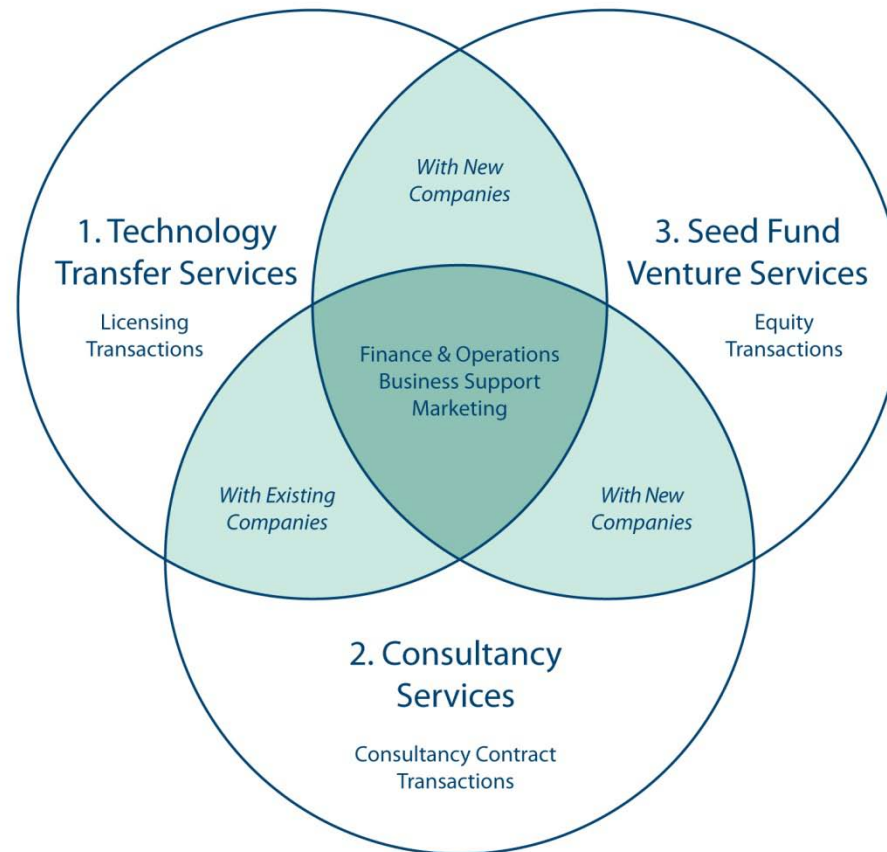 With New
Companies
1. Technology
Transfer Services
Licensing
Transactions
3. Seed Fund
Venture Services
Equity
Transactions
Finance & Operations
Business Support
Marketing
With Existing
Companies
With New
Companies
2. Consultancy
Services
Consultancy Contract
Transactions